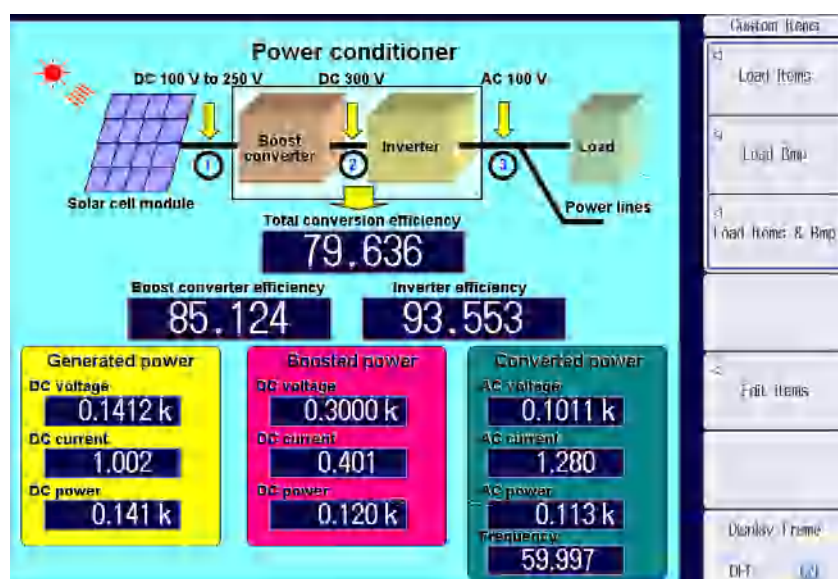 Custom Items
Power conditioner
DC 100 V to 250 V
DC 300 V
AC 100 V
Load Items
Boost
converter
Inverter
Load
1
2
3
Load Bmp
Solar cell module
Power lines
Total conversion efficiency
79.636
Load Items & Bmp
Boost converter efficiency
Inverter efficiency
85.124
93.553
Generated power
DC voltage
0.1412 k
DC current
1.002
DC power
0.141 k
Boosted power
DC voltage
0.3000 k
DC current
0.401
DC power
0.120 k
Converted power
AC voltage
0.1011 k
AC current
1.280
AC power
0.113 k
Frequency
59.997
Edit Items
Display Frame
OFF